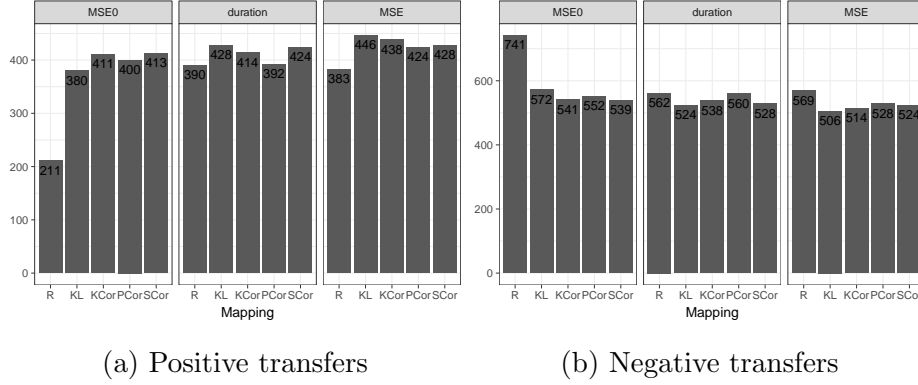 MSE0 duration MSE
400
300
200
100
0
211 380 411 400 413
390 428 414 392 424
383 446 438 424 428
R KL KCor PCor SCor R KL KCor PCor SCor R KL KCor PCor SCor
Mapping
(a) Positive transfers
MSE0 duration MSE
600
400
200
0
741 572 541 552 539
562 524 538 560 528
569 506 514 528 524
R KL KCor PCor SCor R KL KCor PCor SCor R KL KCor PCor SCor
Mapping
(b) Negative transfers